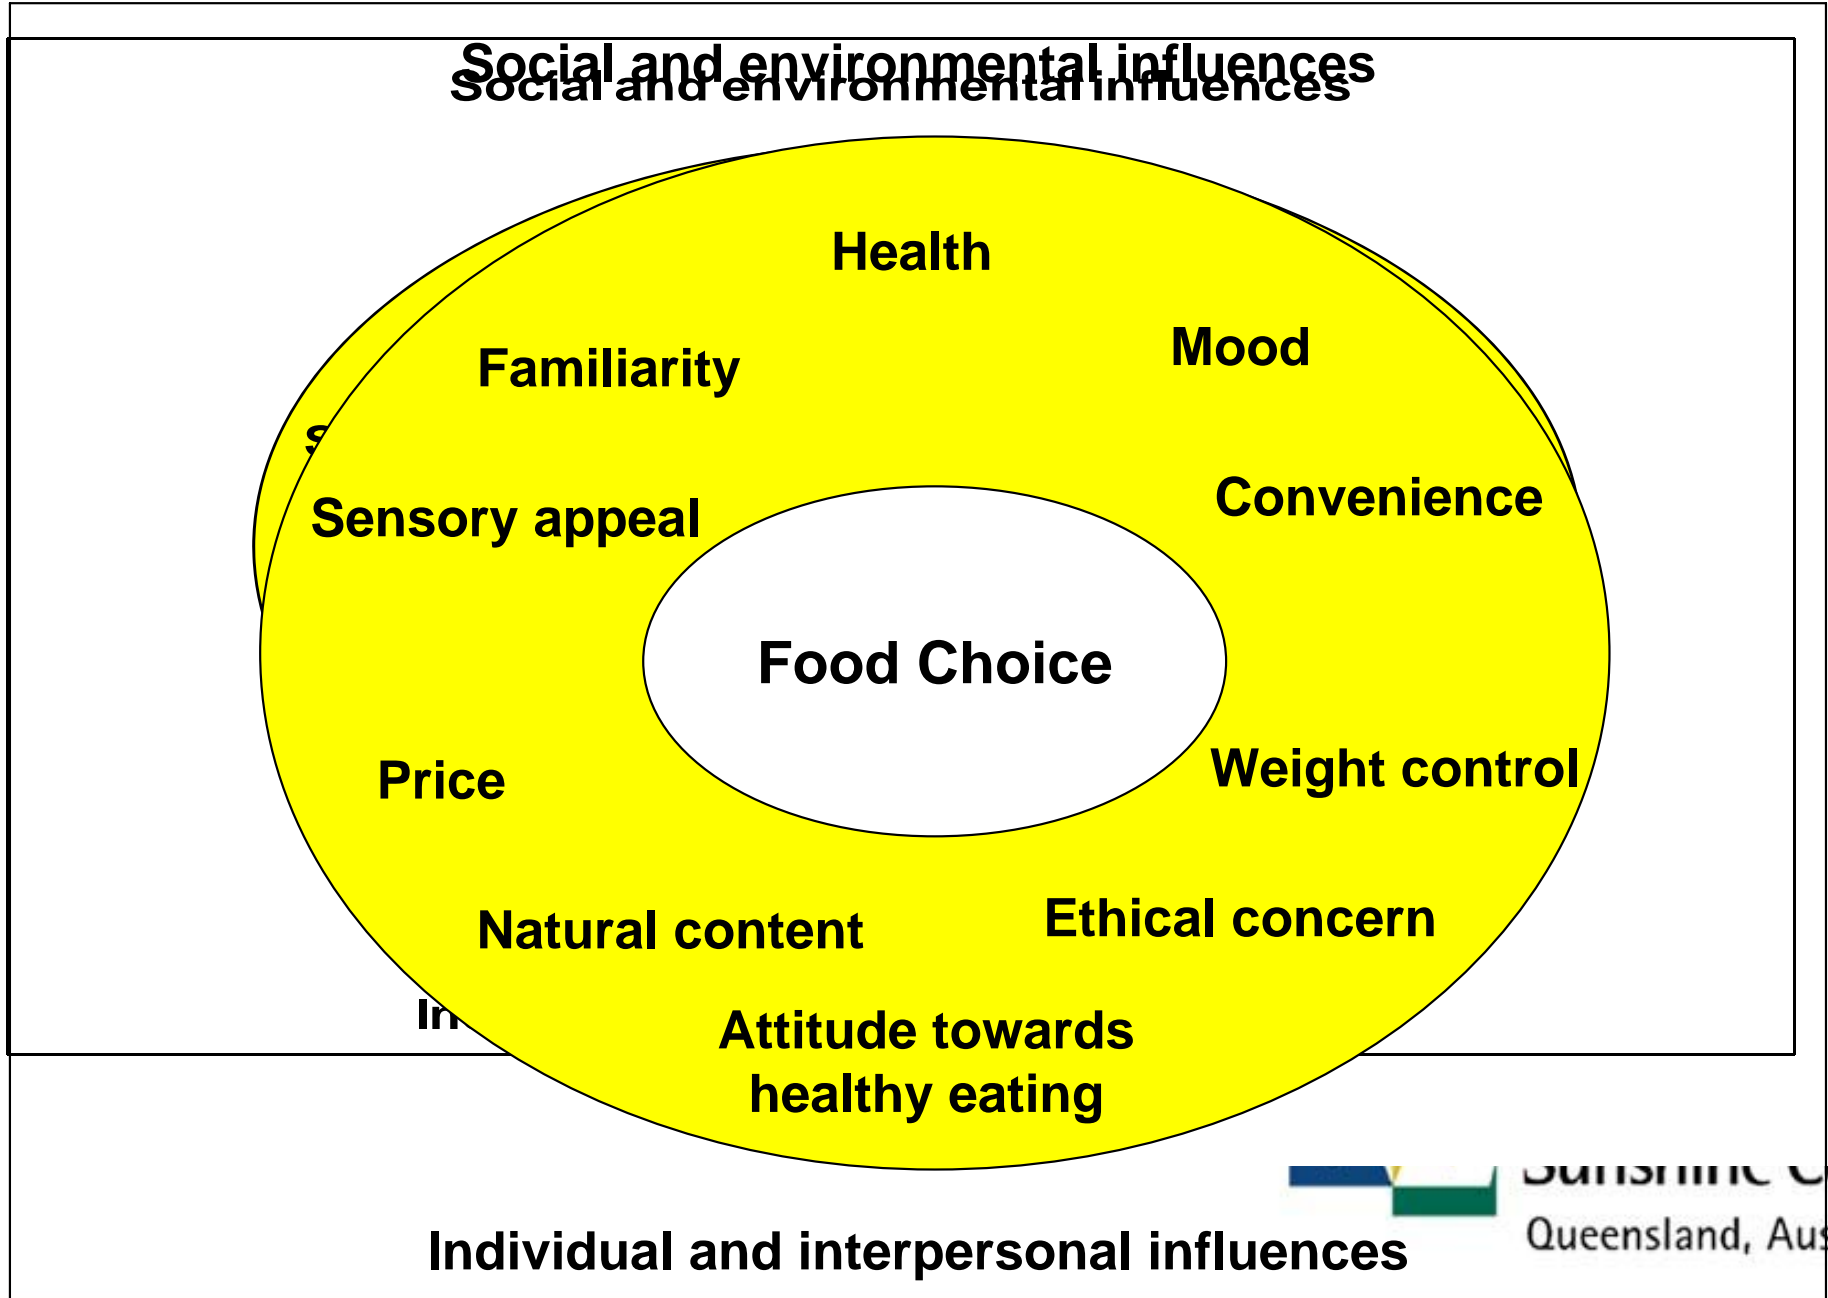 Social and environmental influences
Social and environmental influences
Health
Mood
Familiarity
Convenience
Sensory appeal
Food Choice
Weight control
Price
Ethical concern
Natural content
Attitude towards
healthy eating
Queensland,
Individual and interpersonal influences